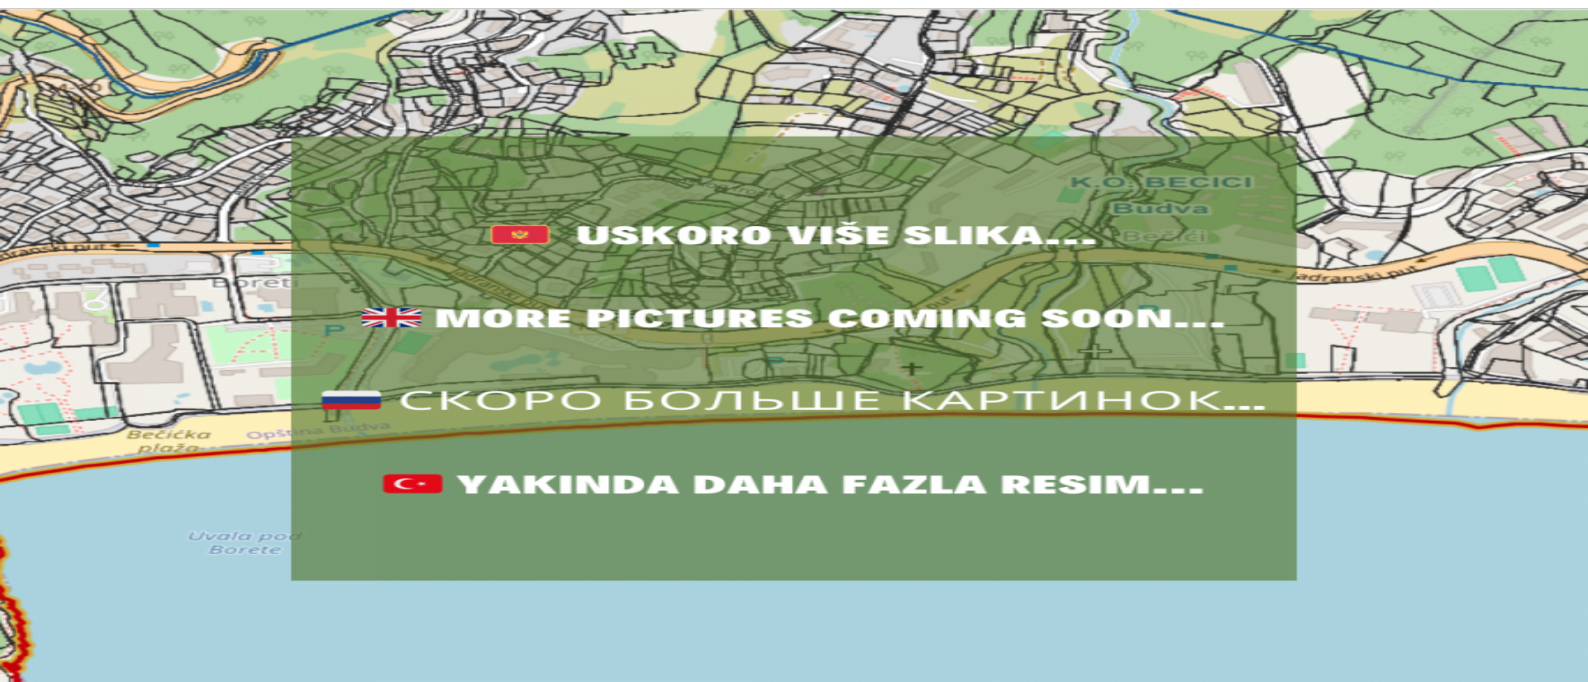 K.O. BECICI
Budva
Bečići
USKORO VIŠE SLIKA...
Jadranski put
Boreti
P
MORE PICTURES COMING SOON...
put
СКОРО БОЛЬШЕ КАРТИНОК...
Bečićka
plaža
Opština Budva
YAKINDA DAHA FAZLA RESIM...
Uvala pod
Borete